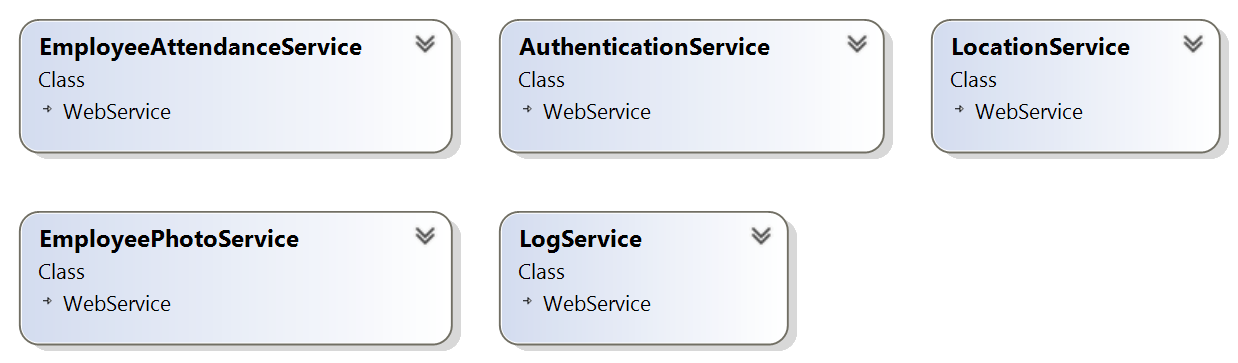 EmployeeAttendanceService
Class
WebService
AuthenticationService
Class
WebService
LocationService
Class
WebService
EmployeePhotoService
Class
WebService
LogService
Class
WebService